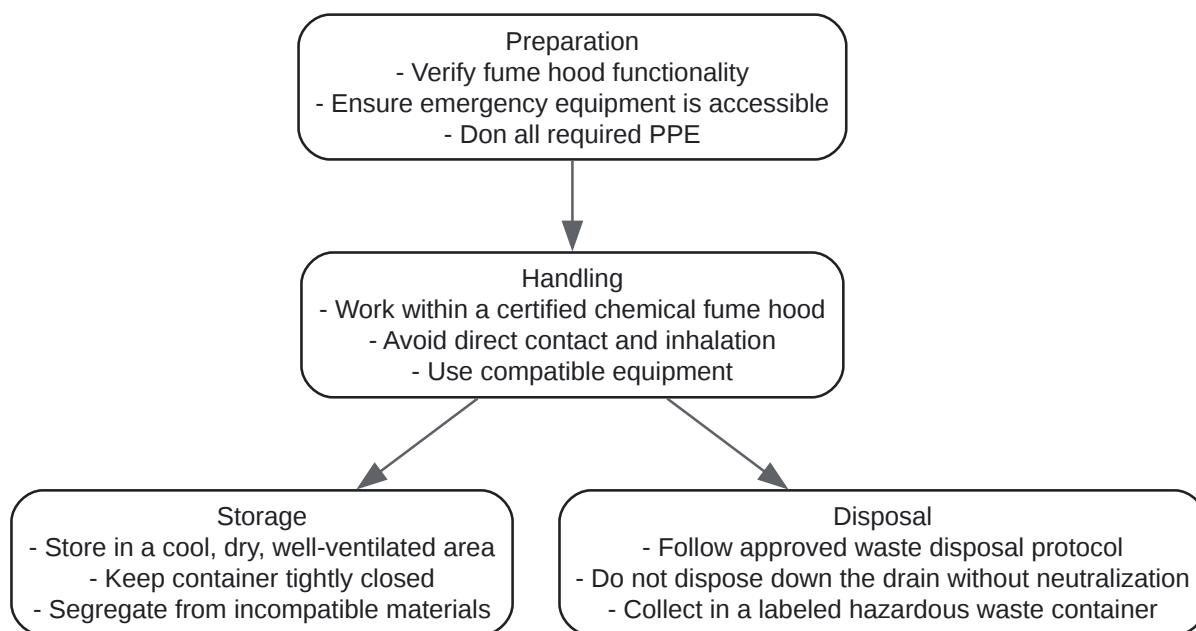 Preparation
- Verify fume hood functionality
- Ensure emergency equipment is accessible
- Don all required PPE
Handling
- Work within a certified chemical fume hood
- Avoid direct contact and inhalation
- Use compatible equipment
Storage
- Store in a cool, dry, well-ventilated area
- Keep container tightly closed
- Segregate from incompatible materials
Disposal
- Follow approved waste disposal protocol
- Do not dispose down the drain without neutralization
- Collect in a labeled hazardous waste container